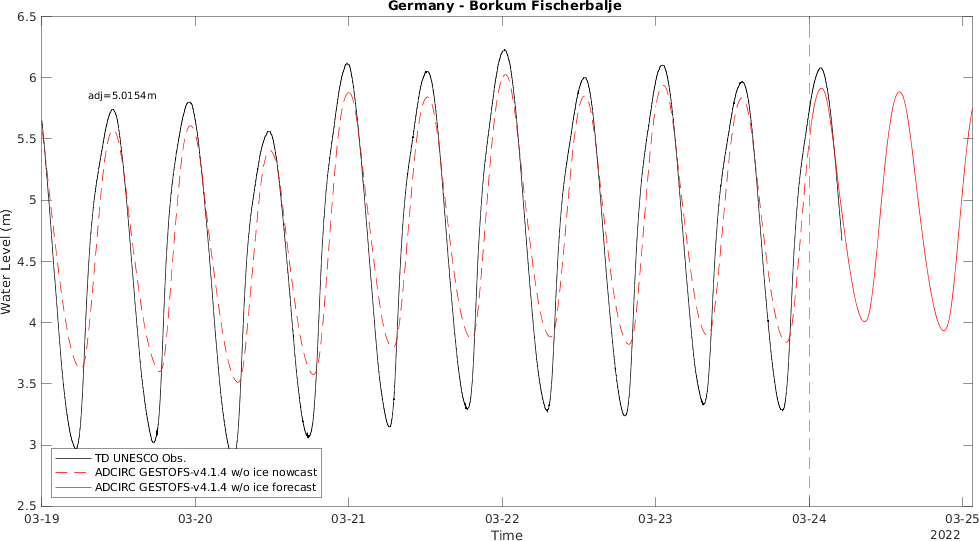 Germany - Borkum Fischerbalje
6.5
6
5.5
5
4.5
4
3.5
3
2.5
Water Level (m)
adj=5.0154m
TD UNESCO Obs.
ADCIRC GESTOFS-v4.1.4 w/o ice nowcast
ADCIRC GESTOFS-v4.1.4 w/o ice forecast
03-19
03-20
03-21
03-22
03-23
03-24
03-25
Time
2022